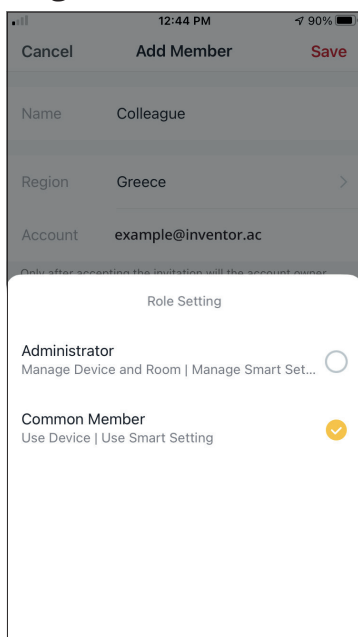 12:44 PM
90%
Cancel
Add Member
Save
Name
Colleague
Region
Greece
Account
example@inventor.ac
Only after accepting the invitation will the account owner
Role Setting
Administrator
Manage Device and Room | Manage Smart Set...
Common Member
Use Device | Use Smart Setting